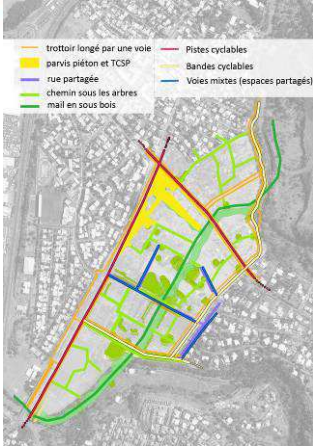 trottoir longé par une voie
parvis piéton et TCSP
rue partagée
chemin sous les arbres
mail en sous bois
Pistes cyclables
Bandes cyclables
Voies mixtes (espaces partagés)